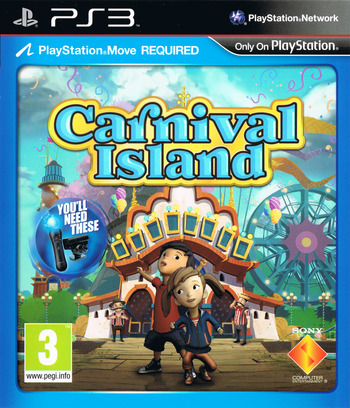 PS3
PlayStation®Network
PlayStation®Move REQUIRED
Only On PlayStation®
Carnival
Island
YOU'LL
NEED
THESE
3
www.pegi.info
SONY
COMPUTER
ENTERTAINMENT®